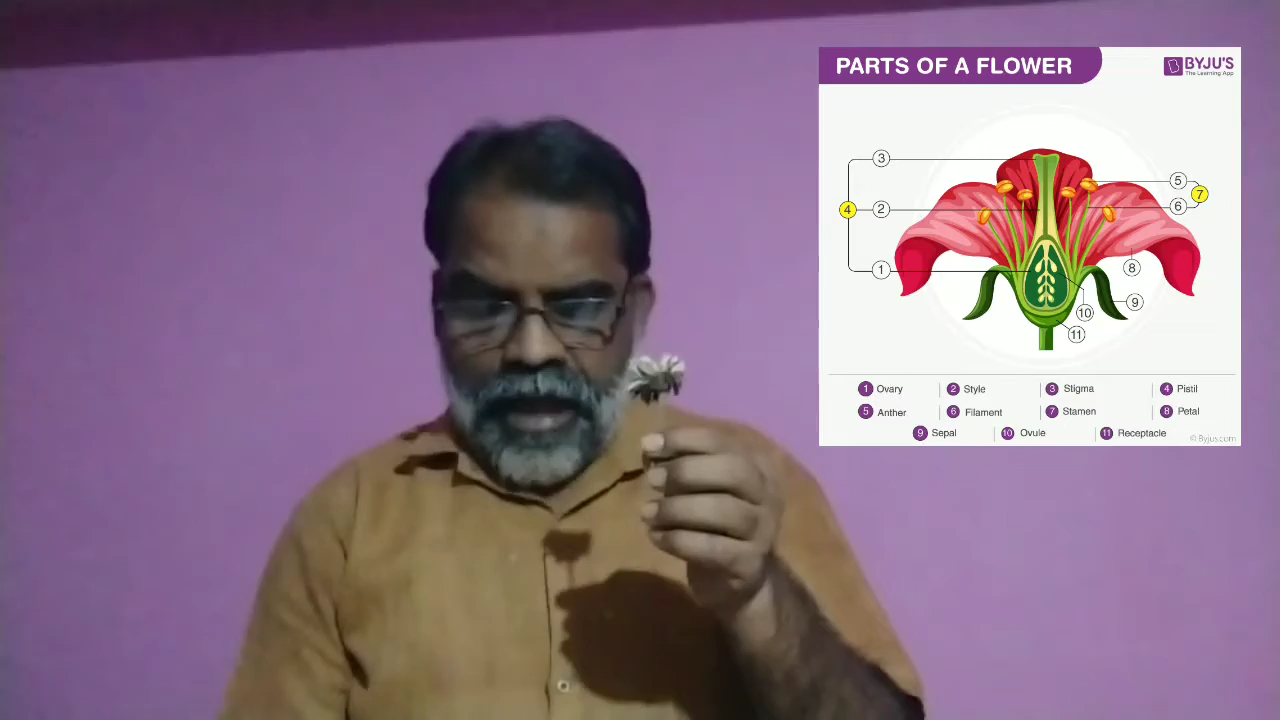 PARTS OF A FLOWER
BYJU'S
The Learning App
3
5
7
6
4
2
8
1
9
10
11
1 Ovary
2 Style
3 Stigma
4 Pistil
5 Anther
6 Filament
7 Stamen
8 Petal
9 Sepal
10 Ovule
11 Receptacle
© Byjus.com